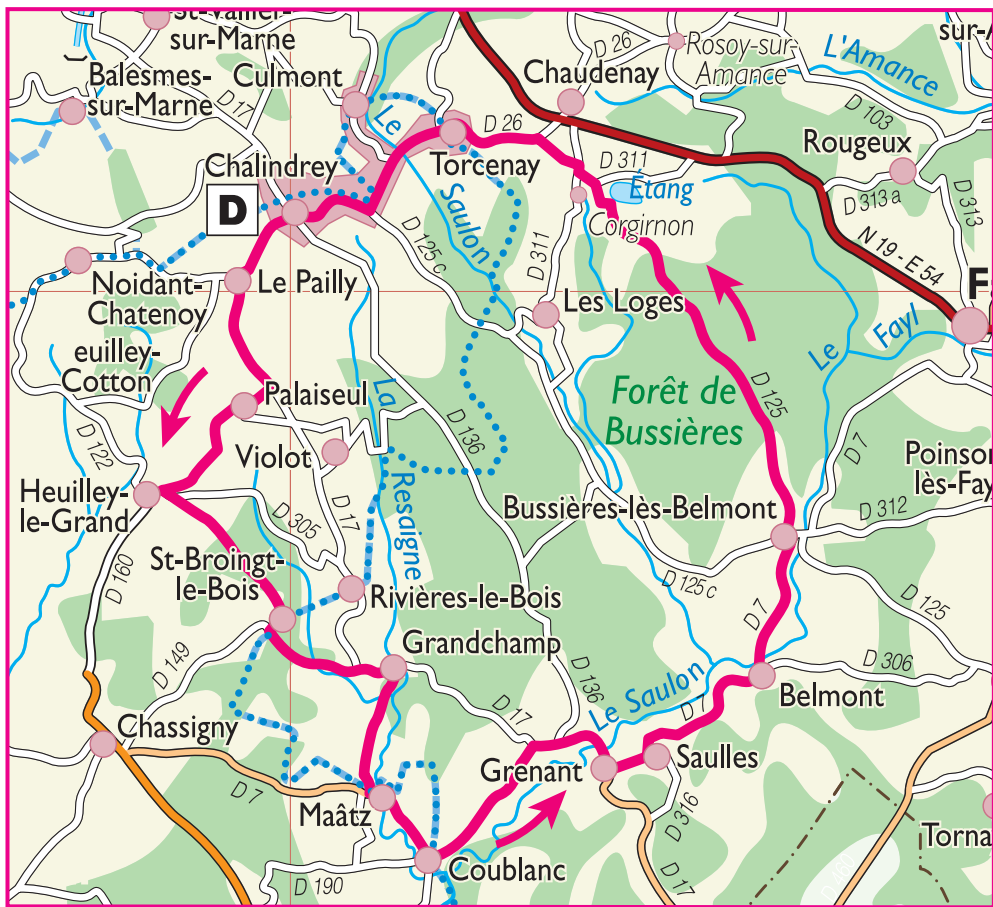 St-Vallier-
sur-Marne
Balesmes-
sur-Marne
D 17
Culmont
Le
Saulon
Chalindrey
D
Torcenay
D 26
Chaudenay
D 26
Rosoy-sur-
Amance
L'Amance
sur-
D 103
Rougeux
D 313 a
D 313
N 19 - E 54
D 311
Étang
Corgirnon
D 311
D 125 c
Noidant-
Chatenoy
Le Pailly
Les Loges
Le
Fayl
F
euilley-
Cotton
Palaiseul
La
Resaigne
D 136
Forêt de
Bussières
D 125
D 7
D 122
Violot
Poinson
lès-Fay
Heuilley-
le-Grand
D 305
D 17
Bussières-lès-Belmont
D 312
D 160
St-Broingt-
le-Bois
Rivières-le-Bois
D 125 c
D 125
D 7
D 149
Grandchamp
D 306
Belmont
D 17
D 136
Le Saulon
D 7
Chassigny
Grenant
Saulles
D 7
Maâtz
D 316
Torna
Coublanc
D 190
D 17